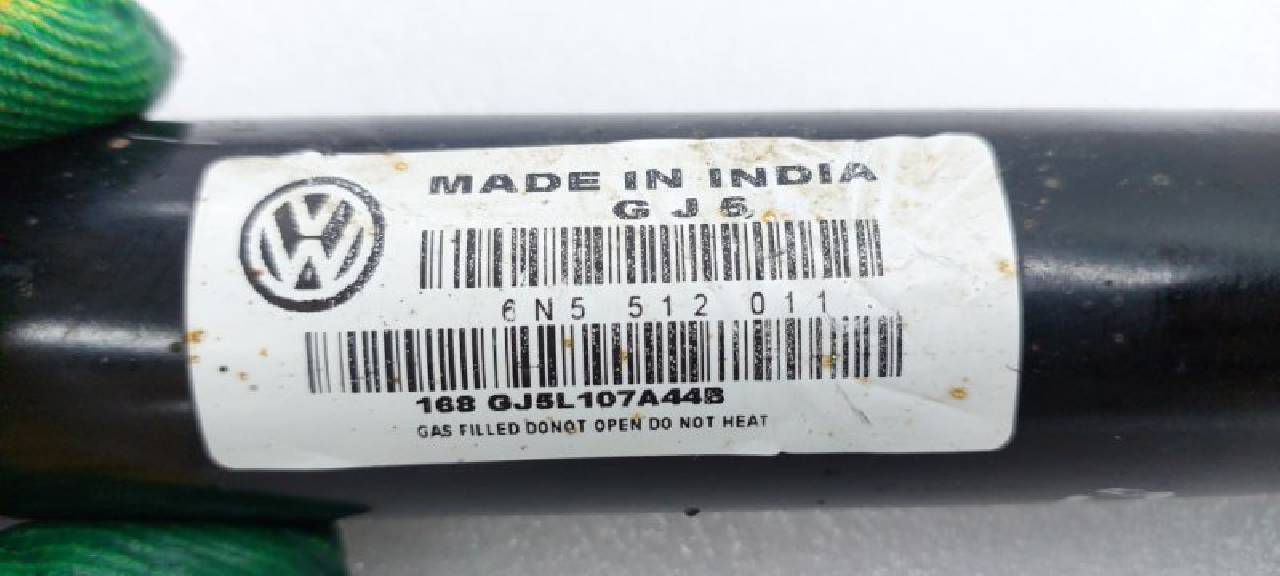 MADE IN INDIA
GJ5
6N5 512 011
168 GJ5L107A44B
GAS FILLED DONOT OPEN DO NOT HEAT